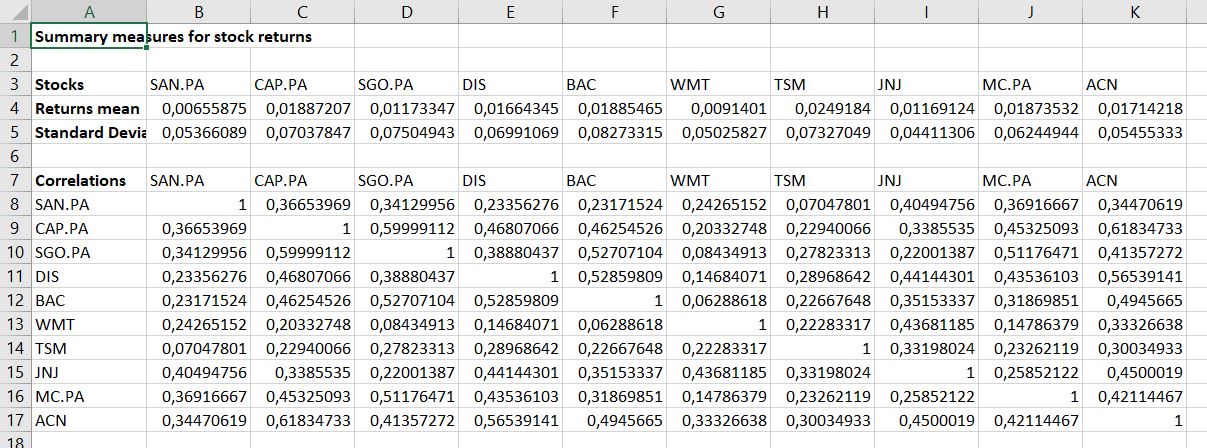 A B C D E F G H I J K
1 Summary measures for stock returns
2
3 Stocks SAN.PA CAP.PA SGO.PA DIS BAC WMT TSM JNJ MC.PA ACN
4 Returns mean 0,00655875 0,01887207 0,01173347 0,01664345 0,01885465 0,0091401 0,0249184 0,01169124 0,01873532 0,01714218
5 Standard Devia 0,05366089 0,07037847 0,07504943 0,06991069 0,08273315 0,05025827 0,07327049 0,04411306 0,06244944 0,05455333
6
7 Correlations SAN.PA CAP.PA SGO.PA DIS BAC WMT TSM JNJ MC.PA ACN
8 SAN.PA 1 0,36653969 0,34129956 0,23356276 0,23171524 0,24265152 0,07047801 0,40494756 0,36916667 0,34470619
9 CAP.PA 0,36653969 1 0,59999112 0,46807066 0,46254526 0,20332748 0,22940066 0,3385535 0,45325093 0,61834733
10 SGO.PA 0,34129956 0,59999112 1 0,38880437 0,52707104 0,08434913 0,27823313 0,22001387 0,51176471 0,41357272
11 DIS 0,23356276 0,46807066 0,38880437 1 0,52859809 0,14684071 0,28968642 0,44144301 0,43536103 0,56539141
12 BAC 0,23171524 0,46254526 0,52707104 0,52859809 1 0,06288618 0,22667648 0,35153337 0,31869851 0,4945665
13 WMT 0,24265152 0,20332748 0,08434913 0,14684071 0,06288618 1 0,22283317 0,43681185 0,14786379 0,33326638
14 TSM 0,07047801 0,22940066 0,27823313 0,28968642 0,22667648 0,22283317 1 0,33198024 0,23262119 0,30034933
15 JNJ 0,40494756 0,3385535 0,22001387 0,44144301 0,35153337 0,43681185 0,33198024 1 0,25852122 0,4500019
16 MC.PA 0,36916667 0,45325093 0,51176471 0,43536103 0,31869851 0,14786379 0,23262119 0,25852122 1 0,42114467
17 ACN 0,34470619 0,61834733 0,41357272 0,56539141 0,4945665 0,33326638 0,30034933 0,4500019 0,42114467 1
18